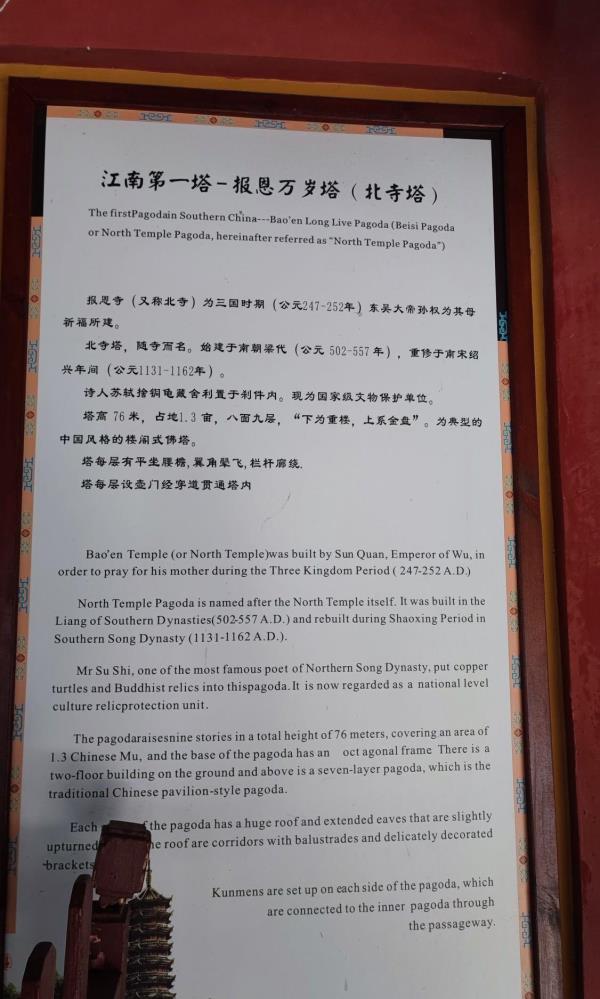 江南第一塔-报恩万岁塔(北寺塔)
The firstPagodain Southern China---Bao'en Long Live Pagoda (Beisi Pagoda
or North Temple Pagoda, hereinafter referred as "North Temple Pagoda")
报恩寺(又称北寺)为三国时期(公元247-252年)东吴大帝孙权为其母
祈福所建。
北寺塔,随寺而名。始建于南朝梁代(公元 502-557 年),重修于南宋绍
兴年间(公元1131-1162年)。
诗人苏轼捨铜龟藏舍利置于刹件内。现为国家级文物保护单位。
塔高 76 米,占地1.3 亩,八面九层,“下为重楼,上系金盘”。为典型的
中国风格的楼阁式佛塔。
塔每层有平坐腰檐,翼角翚飞,栏杆廊绕.
塔每层设壶门经穿道贯通塔内
Bao'en Temple (or North Temple)was built by Sun Quan, Emperor of Wu, in
order to pray for his mother during the Three Kingdom Period ( 247-252 A.D.)
North Temple Pagoda is named after the North Temple itself. It was built in the
Liang of Southern Dynasties(502-557 A.D.) and rebuilt during Shaoxing Period in
Southern Song Dynasty (1131-1162 A.D.).
Mr Su Shi, one of the most famous poet of Northern Song Dynasty, put copper
turtles and Buddhist relics into thispagoda.It is now regarded as a national level
culture relicprotection unit.
The pagodaraisesnine stories in a total height of 76 meters, covering an area of
1.3 Chinese Mu, and the base of the pagoda has an oct agonal frame There is a
two-floor building on the ground and above is a seven-layer pagoda, which is the
traditional Chinese pavilion-style pagoda.
Each of the pagoda has a huge roof and extended eaves that are slightly
upturned roof are corridors with balustrades and delicately decorated
brackets
Kunmens are set up on each side of the pagoda, which
are connected to the inner pagoda through
the passageway.